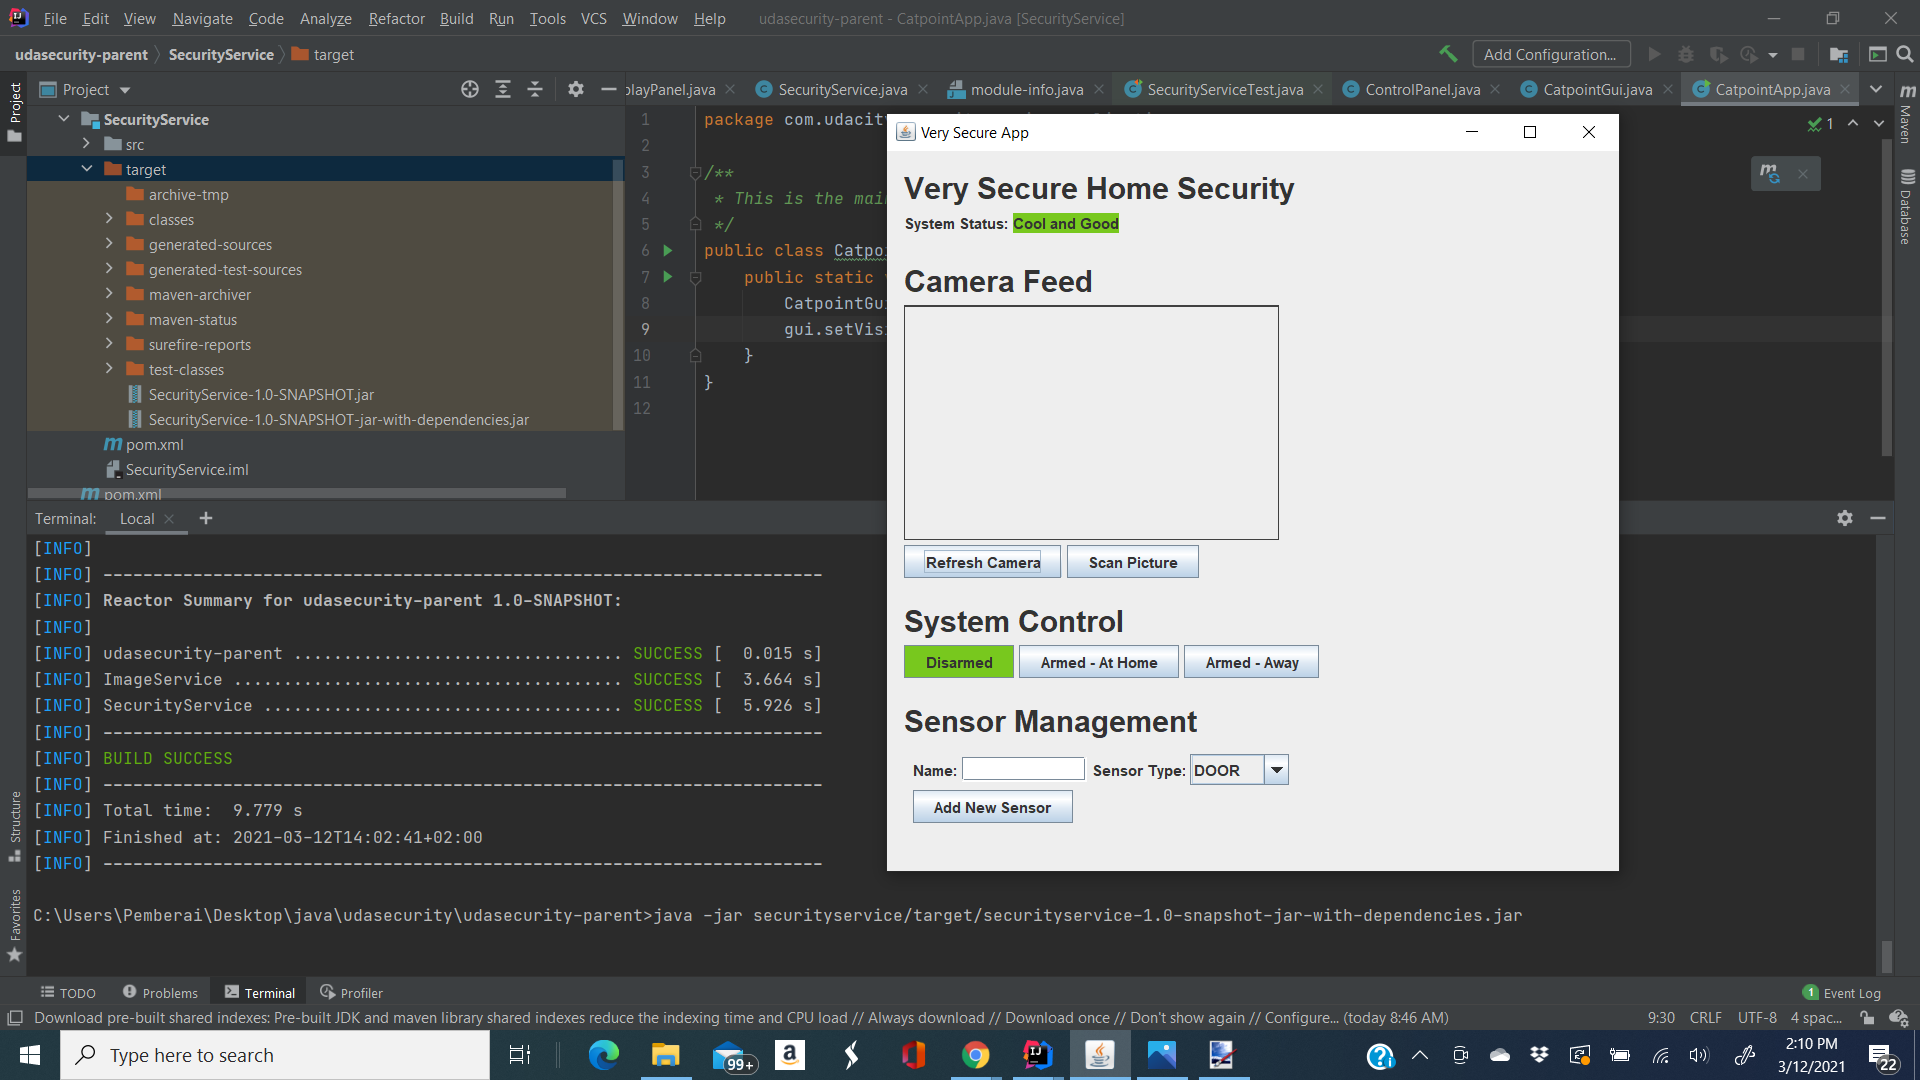 File Edit View Navigate Code Analyze Refactor Build Run Tools VCS Window Help udasecurity-parent - CatpointApp.java [SecurityService]
udasecurity-parent SecurityService target Add Configuration...
Project
Project
playPanel.java SecurityService.java module-info.java SecurityServiceTest.java ControlPanel.java CatpointGui.java CatpointApp.java
Maven
Database
SecurityService
src
target
archive-tmp
classes
generated-sources
generated-test-sources
maven-archiver
maven-status
surefire-reports
test-classes
SecurityService-1.0-SNAPSHOT.jar
SecurityService-1.0-SNAPSHOT-jar-with-dependencies.jar
pom.xml
SecurityService.iml
pom.xml
1 package com.udacity
2
3 /**
4 * This is the main
5 */
6 public class Catpoi
7 public static
8 CatpointGui
9 gui.setVis
10 }
11 }
12
1
Very Secure App
Very Secure Home Security
System Status: Cool and Good
Camera Feed
Refresh Camera Scan Picture
System Control
Disarmed Armed - At Home Armed - Away
Sensor Management
Name: Sensor Type: DOOR
Add New Sensor
Terminal: Local
[INFO]
[INFO] ------------------------------------------------------------------------
[INFO] Reactor Summary for udasecurity-parent 1.0-SNAPSHOT:
[INFO]
[INFO] udasecurity-parent ................................. SUCCESS [  0.015 s]
[INFO] ImageService ....................................... SUCCESS [  3.664 s]
[INFO] SecurityService .................................... SUCCESS [  5.926 s]
[INFO] ------------------------------------------------------------------------
[INFO] BUILD SUCCESS
[INFO] ------------------------------------------------------------------------
[INFO] Total time:  9.779 s
[INFO] Finished at: 2021-03-12T14:02:41+02:00
[INFO] ------------------------------------------------------------------------
C:\Users\Pemberai\Desktop\java\udasecurity\udasecurity-parent>java -jar securityservice/target/securityservice-1.0-snapshot-jar-with-dependencies.jar
Structure
Favorites
TODO Problems Terminal Profiler 1 Event Log
Download pre-built shared indexes: Pre-built JDK and maven library shared indexes reduce the indexing time and CPU load // Always download // Download once // Don't show again // Configure... (today 8:46 AM) 9:30 CRLF UTF-8 4 spac...
Type here to search
99+
2:10 PM
3/12/2021
22